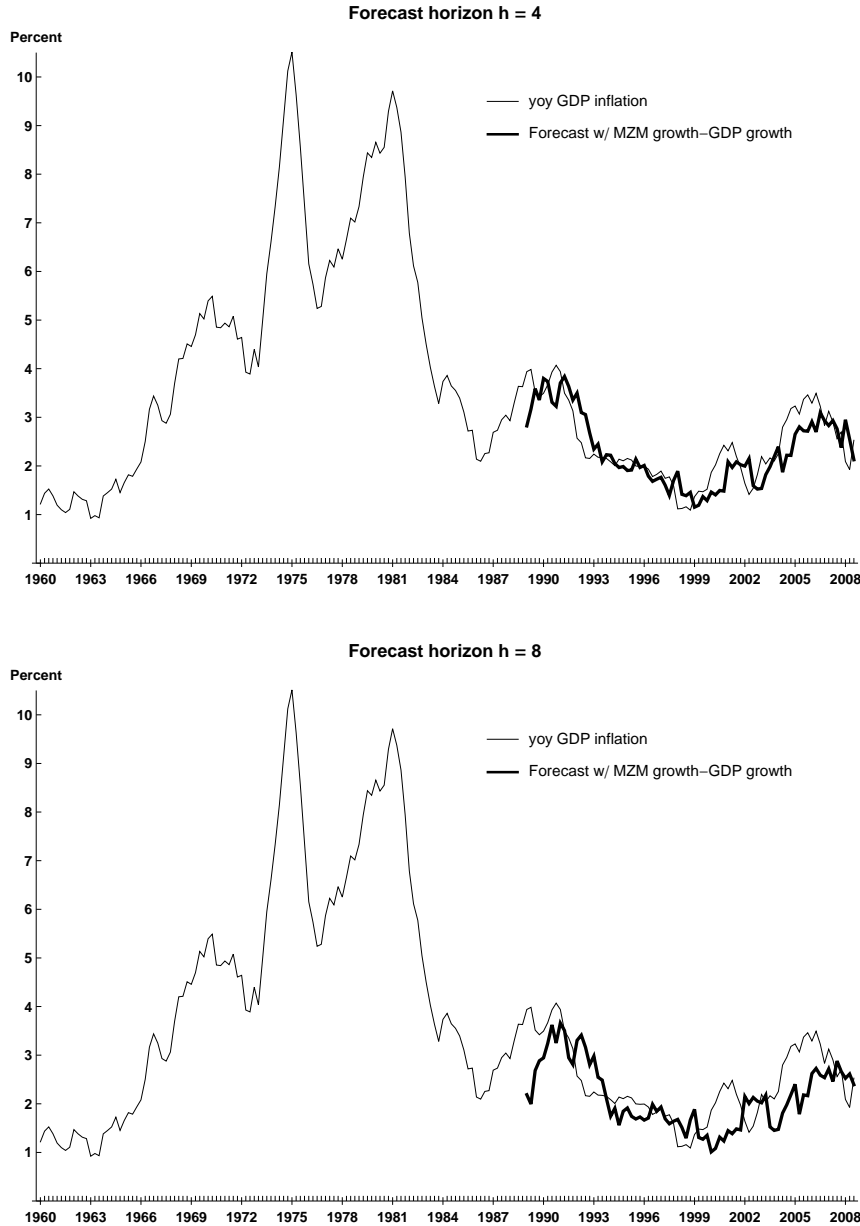 Forecast horizon h = 4
Percent
yoy GDP inflation
Forecast w/ MZM growth−GDP growth
10
9
8
7
6
5
4
3
2
1
1960 1963 1966 1969 1972 1975 1978 1981 1984 1987 1990 1993 1996 1999 2002 2005 2008
Forecast horizon h = 8
Percent
yoy GDP inflation
Forecast w/ MZM growth−GDP growth
10
9
8
7
6
5
4
3
2
1
1960 1963 1966 1969 1972 1975 1978 1981 1984 1987 1990 1993 1996 1999 2002 2005 2008